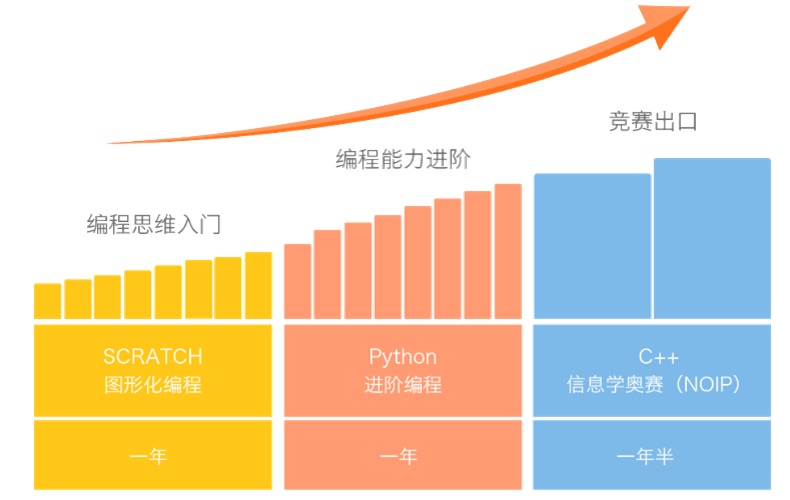 竞赛出口
编程能力进阶
编程思维入门
SCRATCH
图形化编程
Python
进阶编程
C++
信息学奥赛（NOIP）
一年
一年
一年半